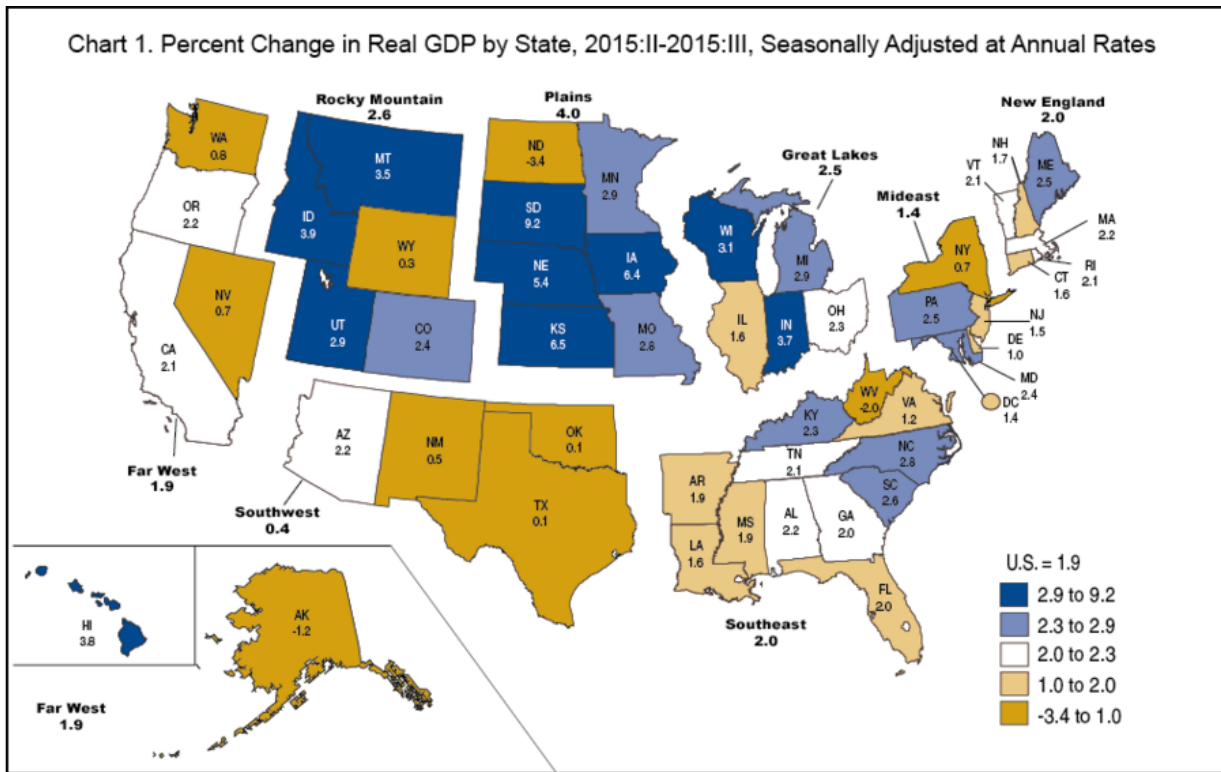 Chart 1. Percent Change in Real GDP by State, 2015:II-2015:III, Seasonally Adjusted at Annual Rates
Rocky Mountain
2.6
Plains
4.0
New England
2.0
Great Lakes
2.5
Mideast
1.4
WA
0.8
OR
2.2
CA
2.1
NV
0.7
MT
3.5
ID
3.9
WY
0.3
UT
2.9
CO
2.4
ND
-3.4
SD
9.2
NE
5.4
KS
6.5
MN
2.9
IA
6.4
MO
2.8
WI
3.1
MI
2.9
IL
1.6
IN
3.7
OH
2.3
NY
0.7
PA
2.5
NH
1.7
VT
2.1
ME
2.5
MA
2.2
RI
2.1
CT
1.6
NJ
1.5
DE
1.0
MD
2.4
DC
1.4
Far West
1.9
AZ
2.2
NM
0.5
OK
0.1
TX
0.1
Southwest
0.4
KY
2.3
WV
-2.0
VA
1.2
TN
2.1
NC
2.8
SC
2.6
AR
1.9
LA
1.6
MS
1.9
AL
2.2
GA
2.0
FL
2.0
Southeast
2.0
HI
3.8
AK
-1.2
Far West
1.9
U.S. = 1.9
2.9 to 9.2
2.3 to 2.9
2.0 to 2.3
1.0 to 2.0
-3.4 to 1.0